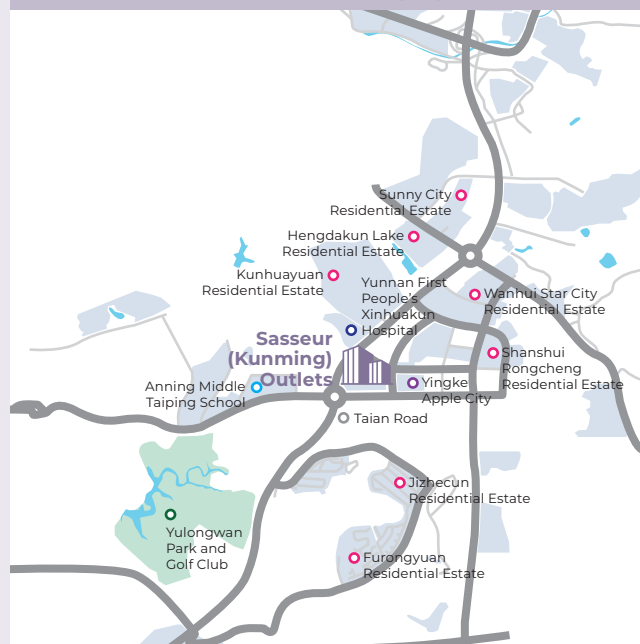 Sunny City
Residential Estate
Hengdakun Lake
Residential Estate
Kunhuayuan
Residential Estate
Yunnan First
People's
Xinhuakun
Hospital
Wanhui Star City
Residential Estate
Sasseur
(Kunming)
Outlets
Shanshui
Rongcheng
Residential Estate
Anning Middle
Taiping School
Yingke
Apple City
Taian Road
Jizhecun
Residential Estate
Yulongwan
Park and
Golf Club
Furongyuan
Residential Estate